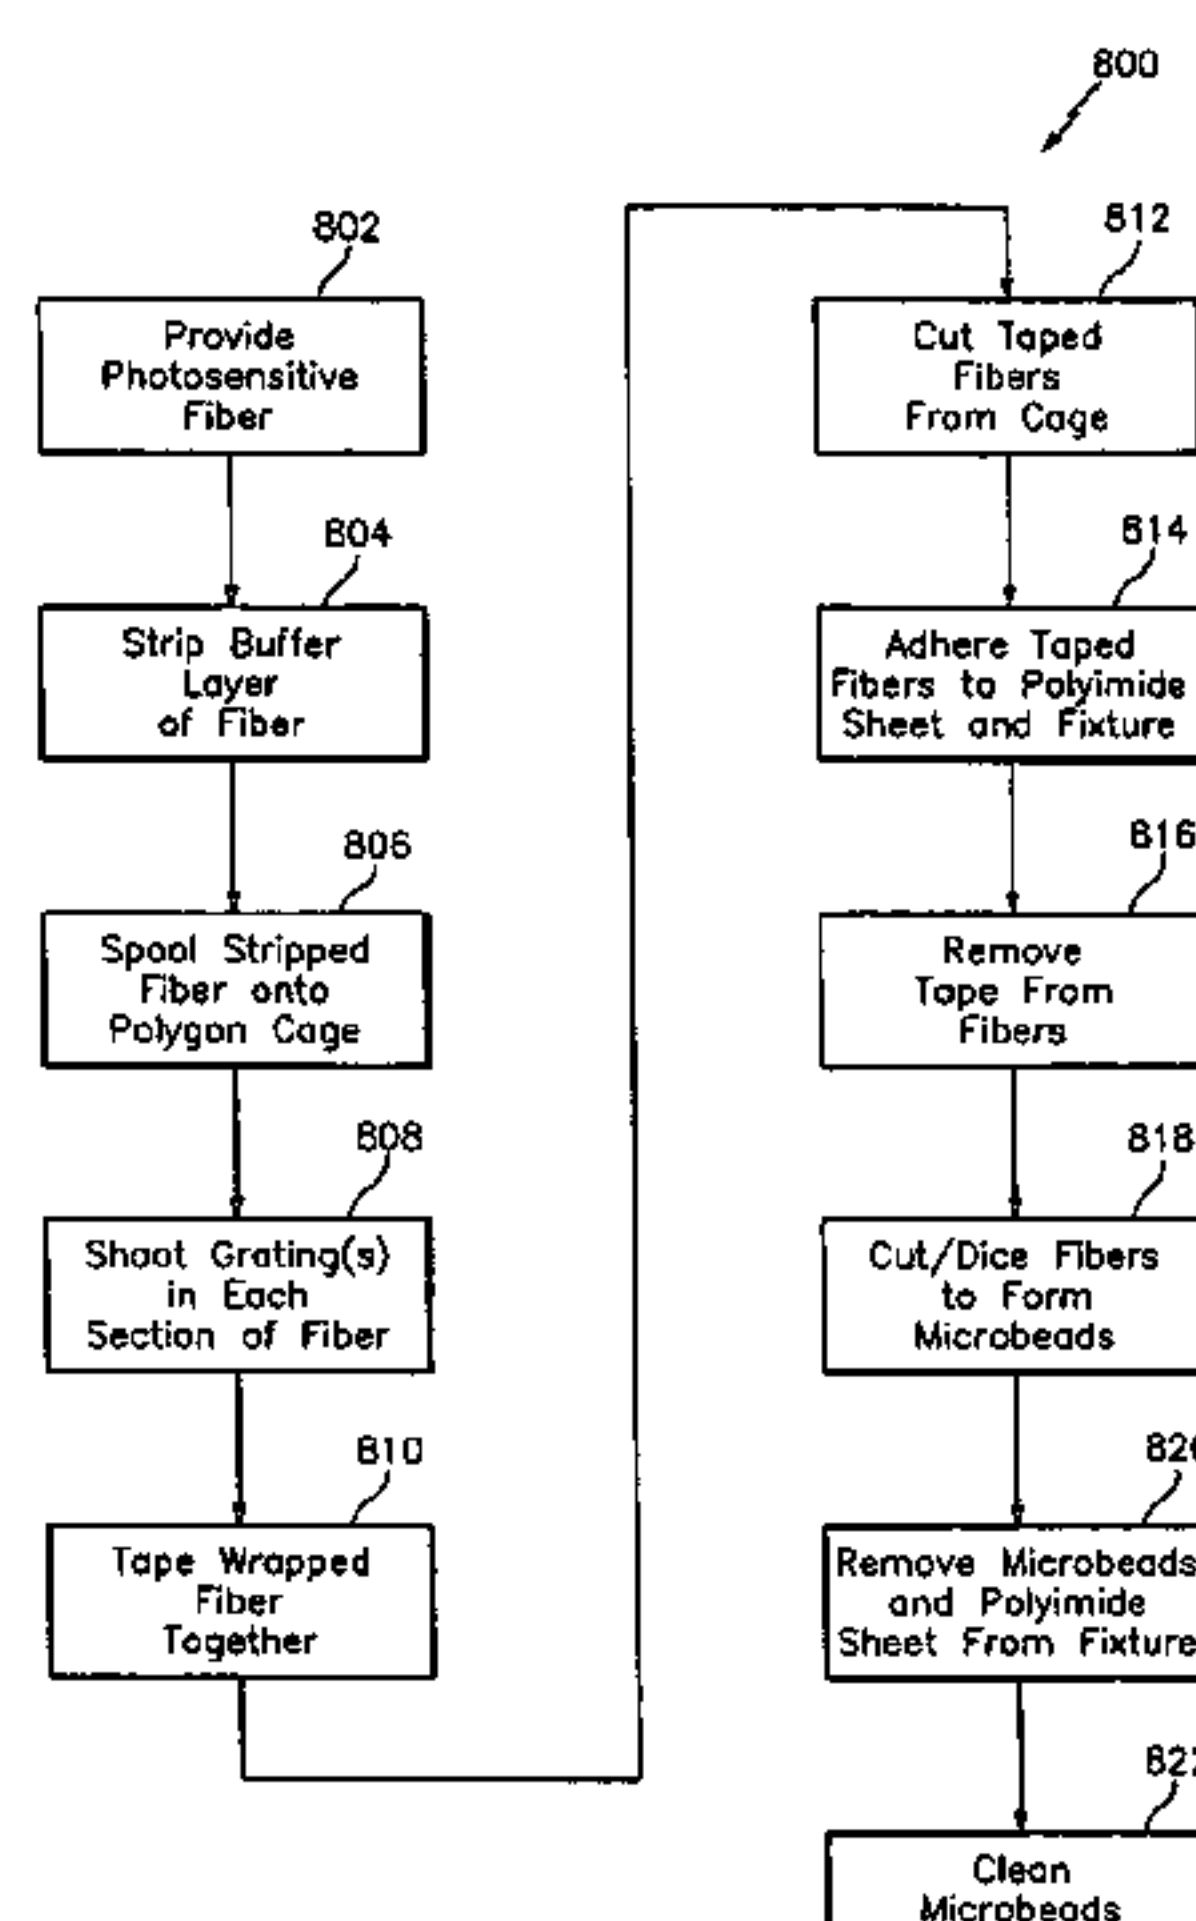 800
802
Provide
Photosensitive
Fiber
804
Strip Buffer
Layer
of Fiber
806
Spool Stripped
Fiber onto
Polygon Cage
808
Shoot Grating(s)
in Each
Section of Fiber
810
Tape Wrapped
Fiber
Together
812
Cut Taped
Fibers
From Cage
814
Adhere Taped
Fibers to Polyimide
Sheet and Fixture
816
Remove
Tape From
Fibers
818
Cut/Dice Fibers
to Form
Microbeads
820
Remove Microbeads
and Polyimide
Sheet From Fixture
822
Clean
Microbeads